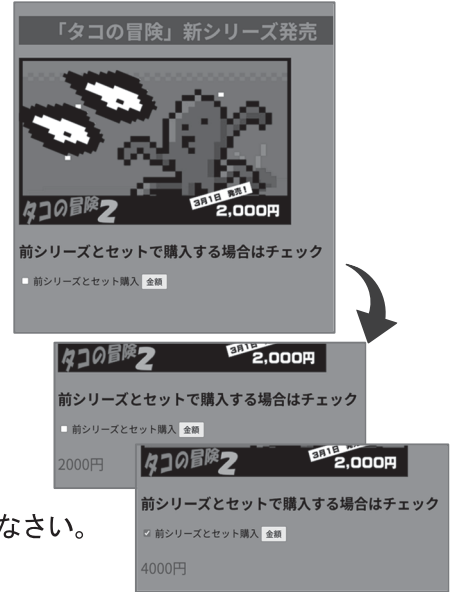 「タコの冒険」新シリーズ発売
タコの冒険2
3月1日 発売!
2,000円
前シリーズとセットで購入する場合はチェック
前シリーズとセット購入 金額
タコの冒険2
2,000円
前シリーズとセットで購入する場合はチェック
前シリーズとセット購入 金額
2000円
タコの冒険2
2,000円
前シリーズとセットで購入する場合はチェック
前シリーズとセット購入 金額
4000円
なさい。